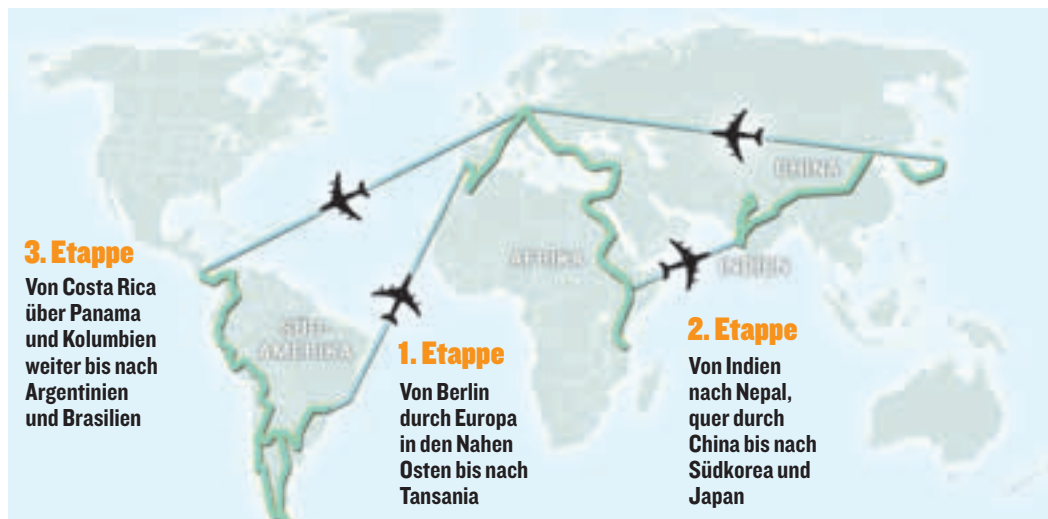 CHINA
AFRIKA
INDIEN
SÜD-
AMERIKA
3. Etappe
Von Costa Rica
über Panama
und Kolumbien
weiter bis nach
Argentinien
und Brasilien
1. Etappe
Von Berlin
durch Europa
in den Nahen
Osten bis nach
Tansania
2. Etappe
Von Indien
nach Nepal,
quer durch
China bis nach
Südkorea und
Japan